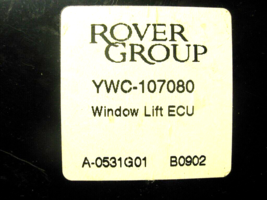 ROVER
GROUP
YWC-107080
Window Lift ECU
A-0531G01 B0902